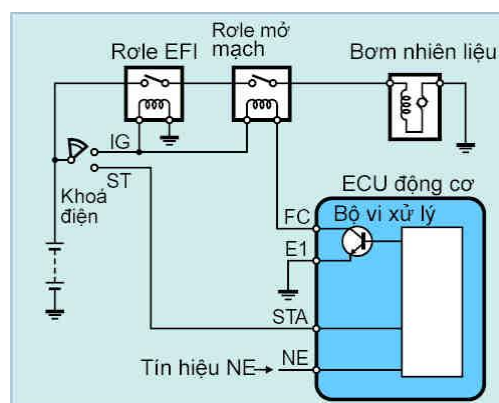 Rơle EFI
Rơle mở
mạch
Bơm nhiên liệu
IG
ST
Khoá
điện
ECU động cơ
Bộ vi xử lý
FC
E1
STA
NE
Tín hiệu NE